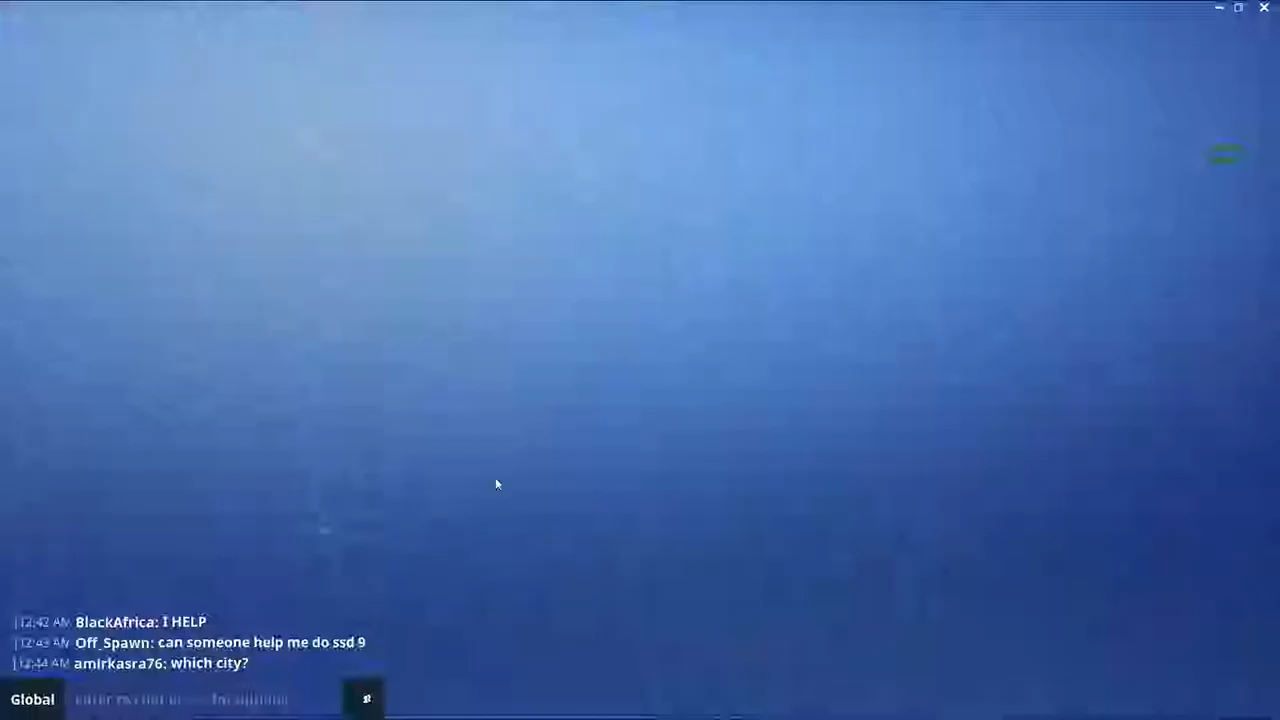 [12:42 AM BlackAfrica: I HELP
[12:43 AM Off_Spawn: can someone help me do ssd 9
[12:44 AM amirkasra76: which city?
Global